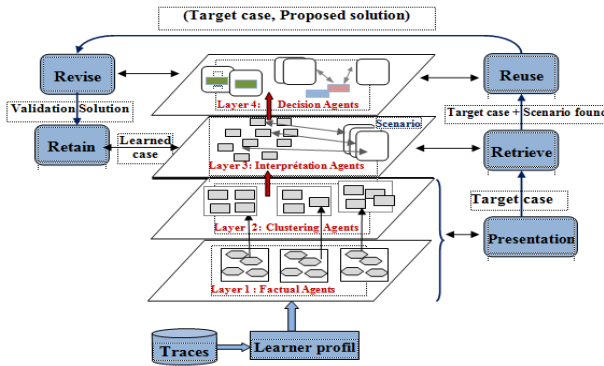 (Target case, Proposed solution)
Revise
Reuse
Layer 4: Decision Agents
Validation Solution
Target case + Scenario found
Scenario
Retain
Learned
case
Retrieve
Layer 3: Interprétation Agents
Target case
Layer 2: Clustering Agents
Presentation
Layer 1 : Factual Agents
Traces
Learner profil